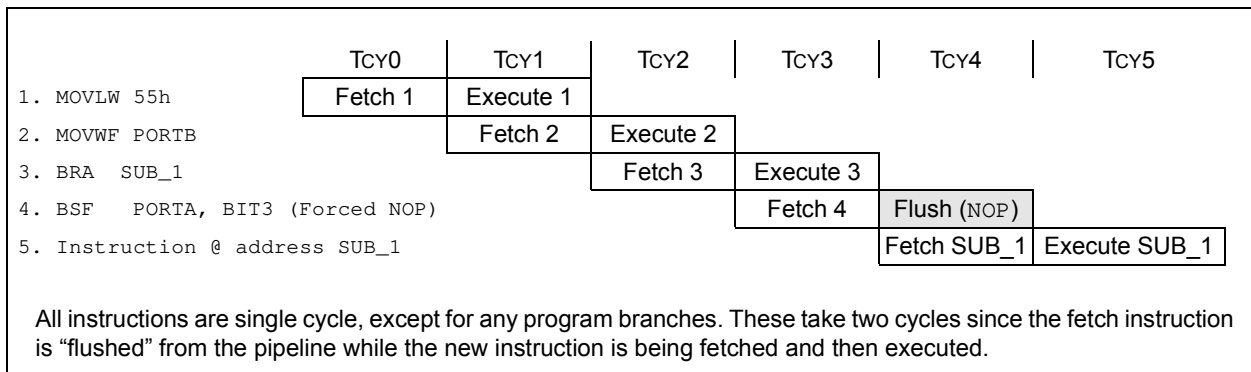 TCY0 TCY1 TCY2 TCY3 TCY4 TCY5
1. MOVLW 55h Fetch 1 Execute 1
2. MOVWF PORTB Fetch 2 Execute 2
3. BRA SUB_1 Fetch 3 Execute 3
4. BSF PORTA, BIT3 (Forced NOP) Fetch 4 Flush (NOP)
5. Instruction @ address SUB_1 Fetch SUB_1 Execute SUB_1
All instructions are single cycle, except for any program branches. These take two cycles since the fetch instruction
is “flushed” from the pipeline while the new instruction is being fetched and then executed.